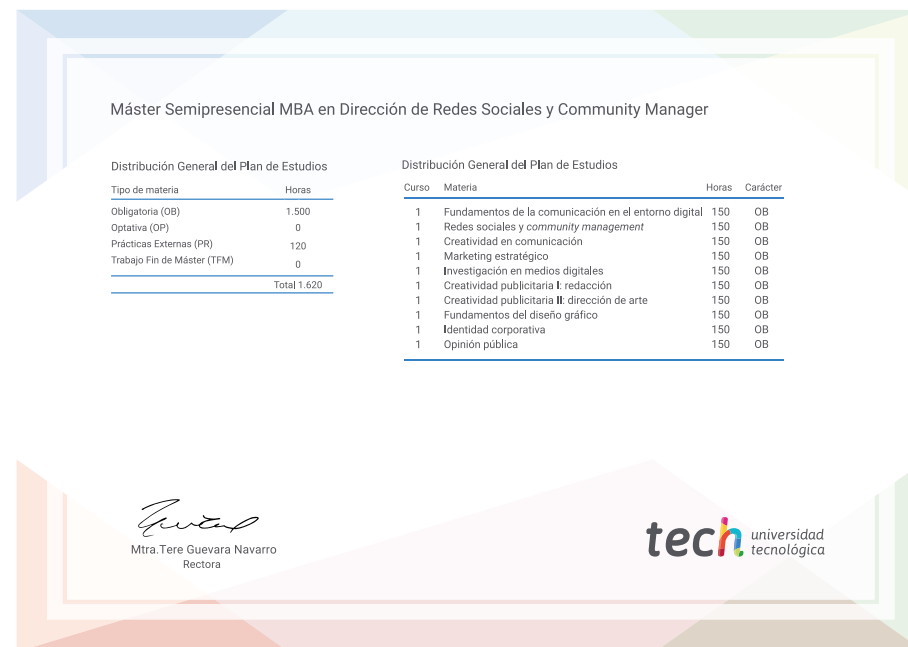 Máster Semipresencial MBA en Dirección de Redes Sociales y Community Manager
Distribución General del Plan de Estudios
Tipo de materia Horas
Obligatoria (OB) 1.500
Optativa (OP) 0
Prácticas Externas (PR) 120
Trabajo Fin de Máster (TFM) 0
Total 1.620
Distribución General del Plan de Estudios
Curso Materia Horas Carácter
1 Fundamentos de la comunicación en el entorno digital 150 OB
1 Redes sociales y community management 150 OB
1 Creatividad en comunicación 150 OB
1 Marketing estratégico 150 OB
1 Investigación en medios digitales 150 OB
1 Creatividad publicitaria I: redacción 150 OB
1 Creatividad publicitaria II: dirección de arte 150 OB
1 Fundamentos del diseño gráfico 150 OB
1 Identidad corporativa 150 OB
1 Opinión pública 150 OB
Mtra.Tere Guevara Navarro
Rectora
tech universidad
tecnológica